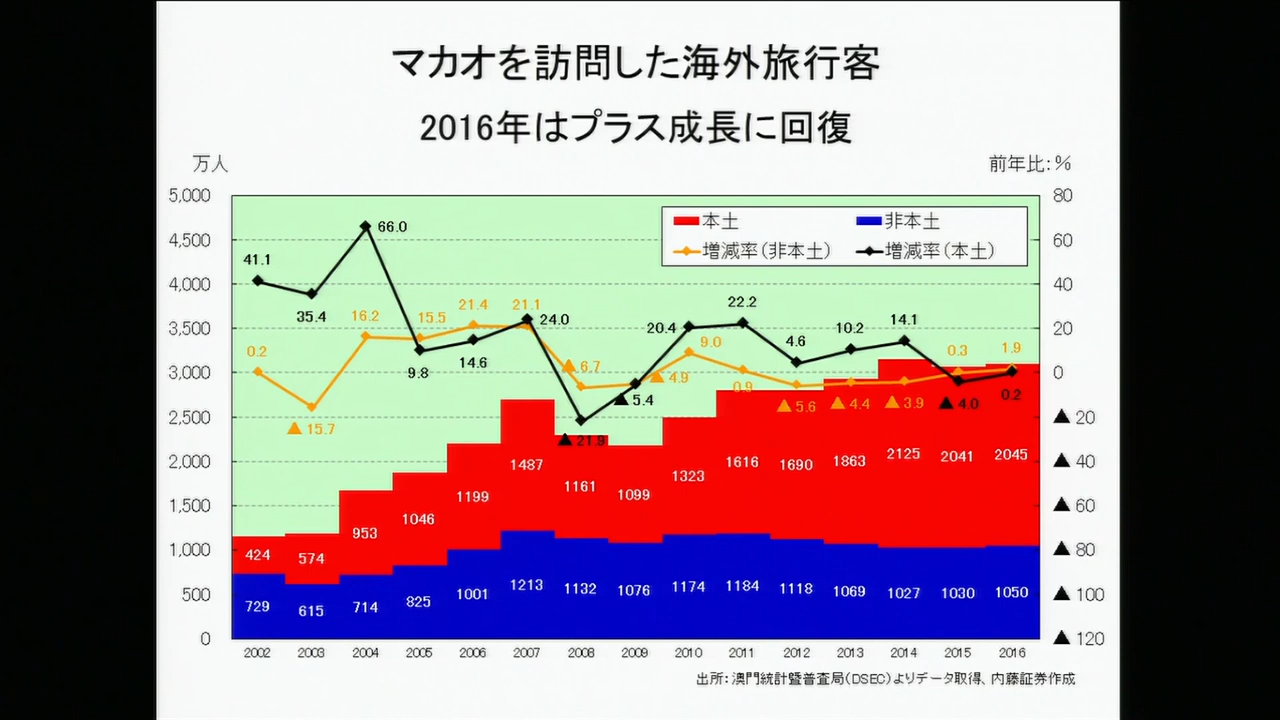 マカオを訪問した海外旅行客
2016年はプラス成長に回復
万人 前年比：％
5,000 80
本土 非本土
4,500 60
増減率（非本土） 増減率（本土）
4,000 40
3,500 20
3,000 0
2,500 ▲ 20
2,000 ▲ 40
1,500 ▲ 60
1,000 ▲ 80
500 ▲ 100
0 ▲ 120
41.1 35.4 66.0 9.8 14.6 24.0 ▲ 21.9 ▲ 5.4 20.4 22.2 4.6 10.2 14.1 ▲ 4.0 0.2
0.2 ▲ 15.7 16.2 15.5 21.4 21.1 ▲ 6.7 ▲ 4.9 9.0 0.9 ▲ 5.6 ▲ 4.4 ▲ 3.9 0.3 1.9
424 574 953 1046 1199 1487 1161 1099 1323 1616 1690 1863 2125 2041 2045
729 615 714 825 1001 1213 1132 1076 1174 1184 1118 1069 1027 1030 1050
2002 2003 2004 2005 2006 2007 2008 2009 2010 2011 2012 2013 2014 2015 2016
出所：澳門統計曁普査局（DSEC）よりデータ取得、内藤証券作成